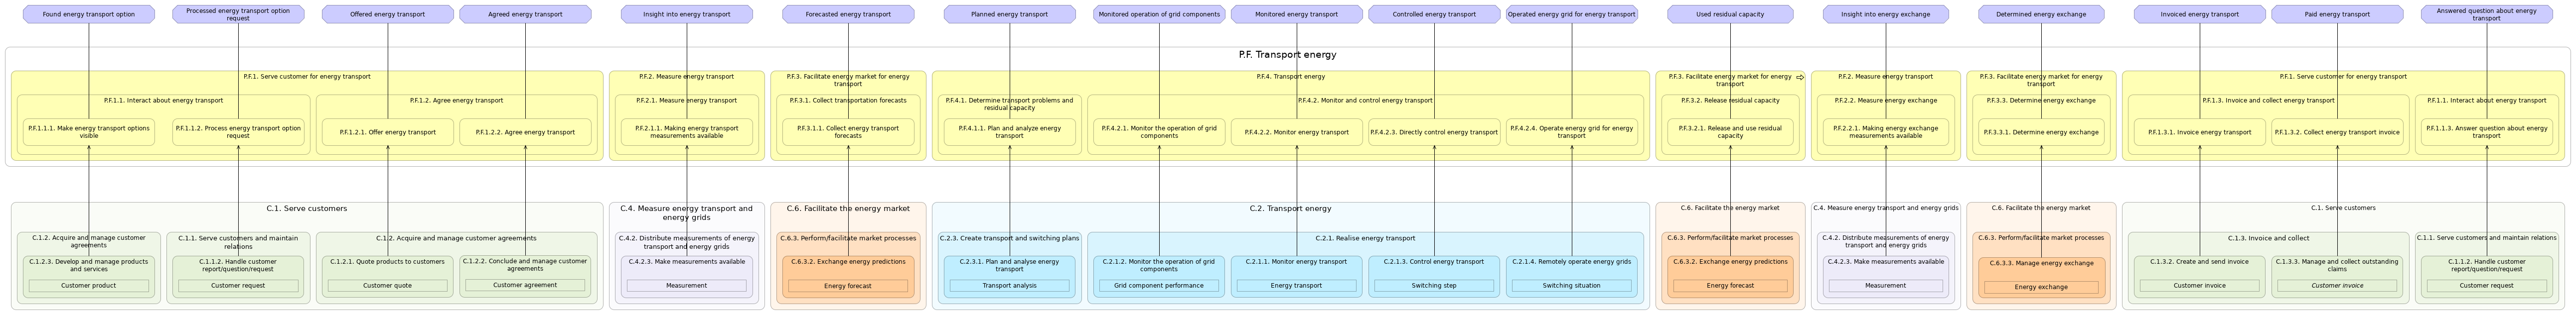 Found energy transport option
Processed energy transport option
request
Offered energy transport
Agreed energy transport
Insight into energy transport
Forecasted energy transport
Planned energy transport
Monitored operation of grid components
Monitored energy transport
Controlled energy transport
Operated energy grid for energy transport
Used residual capacity
Insight into energy exchange
Determined energy exchange
Invoiced energy transport
Paid energy transport
Answered question about energy
transport
P.F. Transport energy
P.F.1. Serve customer for energy transport
P.F.2. Measure energy transport
P.F.3. Facilitate energy market for energy
transport
P.F.4. Transport energy
P.F.3. Facilitate energy market for energy
transport
P.F.2. Measure energy transport
P.F.3. Facilitate energy market for energy
transport
P.F.1. Serve customer for energy transport
P.F.1.1. Interact about energy transport
P.F.1.2. Agree energy transport
P.F.2.1. Measure energy transport
P.F.3.1. Collect transportation forecasts
P.F.4.1. Determine transport problems and
residual capacity
P.F.4.2. Monitor and control energy transport
P.F.3.2. Release residual capacity
P.F.2.2. Measure energy exchange
P.F.3.3. Determine energy exchange
P.F.1.3. Invoice and collect energy transport
P.F.1.1. Interact about energy transport
P.F.1.1.1. Make energy transport options
visible
P.F.1.1.2. Process energy transport option
request
P.F.1.2.1. Offer energy transport
P.F.1.2.2. Agree energy transport
P.F.2.1.1. Making energy transport
measurements available
P.F.3.1.1. Collect energy transport
forecasts
P.F.4.1.1. Plan and analyze energy
transport
P.F.4.2.1. Monitor the operation of grid
components
P.F.4.2.2. Monitor energy transport
P.F.4.2.3. Directly control energy transport
P.F.4.2.4. Operate energy grid for energy
transport
P.F.3.2.1. Release and use residual
capacity
P.F.2.2.1. Making energy exchange
measurements available
P.F.3.3.1. Determine energy exchange
P.F.1.3.1. Invoice energy transport
P.F.1.3.2. Collect energy transport invoice
P.F.1.1.3. Answer question about energy
transport
C.1. Serve customers
C.4. Measure energy transport and
energy grids
C.6. Facilitate the energy market
C.2. Transport energy
C.6. Facilitate the energy market
C.4. Measure energy transport and energy grids
C.6. Facilitate the energy market
C.1. Serve customers
C.1.2. Acquire and manage customer
agreements
C.1.1. Serve customers and maintain
relations
C.1.2. Acquire and manage customer agreements
C.4.2. Distribute measurements of energy
transport and energy grids
C.6.3. Perform/facilitate market processes
C.2.3. Create transport and switching plans
C.2.1. Realise energy transport
C.6.3. Perform/facilitate market processes
C.4.2. Distribute measurements of energy
transport and energy grids
C.6.3. Perform/facilitate market processes
C.1.3. Invoice and collect
C.1.1. Serve customers and maintain relations
C.1.2.3. Develop and manage products
and services
C.1.1.2. Handle customer
report/question/request
C.1.2.1. Quote products to customers
C.1.2.2. Conclude and manage customer
agreements
C.4.2.3. Make measurements available
C.6.3.2. Exchange energy predictions
C.2.3.1. Plan and analyse energy
transport
C.2.1.2. Monitor the operation of grid
components
C.2.1.1. Monitor energy transport
C.2.1.3. Control energy transport
C.2.1.4. Remotely operate energy grids
C.6.3.2. Exchange energy predictions
C.4.2.3. Make measurements available
C.6.3.3. Manage energy exchange
C.1.3.2. Create and send invoice
C.1.3.3. Manage and collect outstanding
claims
C.1.1.2. Handle customer
report/question/request
Customer product
Customer request
Customer quote
Customer agreement
Measurement
Energy forecast
Transport analysis
Grid component performance
Energy transport
Switching step
Switching situation
Energy forecast
Measurement
Energy exchange
Customer invoice
Customer invoice
Customer request